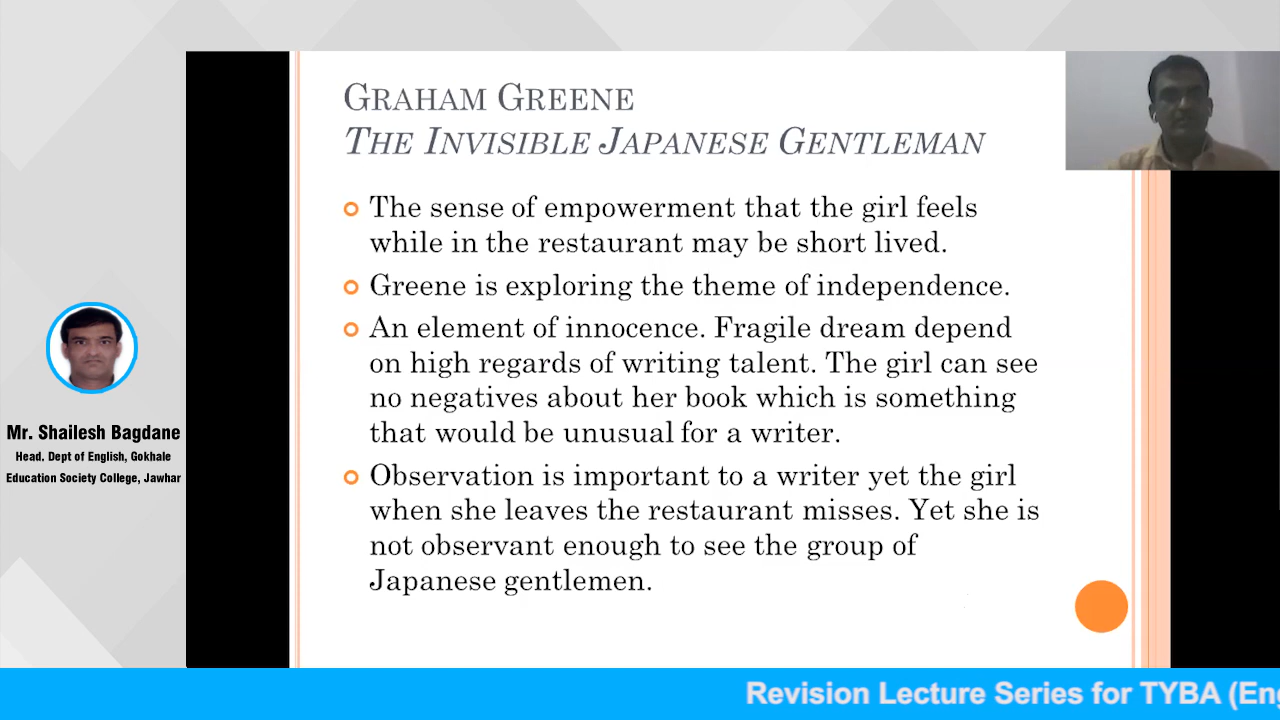 GRAHAM GREENE
THE INVISIBLE JAPANESE GENTLEMAN
The sense of empowerment that the girl feels
while in the restaurant may be short lived.
Greene is exploring the theme of independence.
An element of innocence. Fragile dream depend
on high regards of writing talent. The girl can see
no negatives about her book which is something
that would be unusual for a writer.
Observation is important to a writer yet the girl
when she leaves the restaurant misses. Yet she is
not observant enough to see the group of
Japanese gentlemen.
Mr. Shailesh Bagdane
Head. Dept of English, Gokhale
Education Society College, Jawhar
Revision Lecture Series for TYBA (Eng